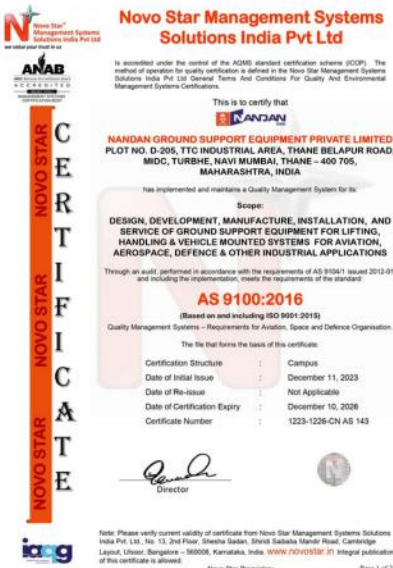 Novo Star Management Systems
Solutions India Pvt Ltd
Novo Star
Management Systems
Solutions India Pvt Ltd
we value your trust in us
ANAB
ACCREDITED
MANAGEMENT SYSTEMS
CERTIFICATION BODY
Is accredited under the control of the AQMS standard certification scheme (ICOP). The
method of operation for quality certification is defined in the Novo Star Management Systems
Solutions India Pvt Ltd General Terms And Conditions For Quality And Environmental
Management Systems Certifications.
This is to certify that
NANDAN
NANDAN GROUND SUPPORT EQUIPMENT PRIVATE LIMITED
PLOT NO. D-205, TTC INDUSTRIAL AREA, THANE BELAPUR ROAD,
MIDC, TURBHE, NAVI MUMBAI, THANE – 400 705,
MAHARASHTRA, INDIA
has implemented and maintains a Quality Management System for its:
Scope:
DESIGN, DEVELOPMENT, MANUFACTURE, INSTALLATION, AND
SERVICE OF GROUND SUPPORT EQUIPMENT FOR LIFTING,
HANDLING & VEHICLE MOUNTED SYSTEMS FOR AVIATION,
AEROSPACE, DEFENCE & OTHER INDUSTRIAL APPLICATIONS
Through an audit, performed in accordance with the requirements of AS 9104/1 issued 2012-01
and including the implementation, meets the requirements of the standard:
AS 9100:2016
(Based on and including ISO 9001:2015)
Quality Management Systems – Requirements for Aviation, Space and Defence Organisation.
The file that forms the basis of this certificate:
Certification Structure : Campus
Date of Initial Issue : December 11, 2023
Date of Re-issue : Not Applicable
Date of Certification Expiry : December 10, 2026
Certificate Number : 1223-1226-CN AS 143
Director
NOVO STAR NOVO STAR NOVO STAR NOVO STAR
CERTIFICATE
iaqg
Note: Please verify current validity of certificate from Novo Star Management Systems Solutions
India Pvt. Ltd., No. 13, 2nd Floor, Shesha Sadan, Shirdi Saibaba Mandir Road, Cambridge
Layout, Ulsoor, Bangalore – 560008, Karnataka, India. www.novostar.in Integral publication
of this certificate is allowed.